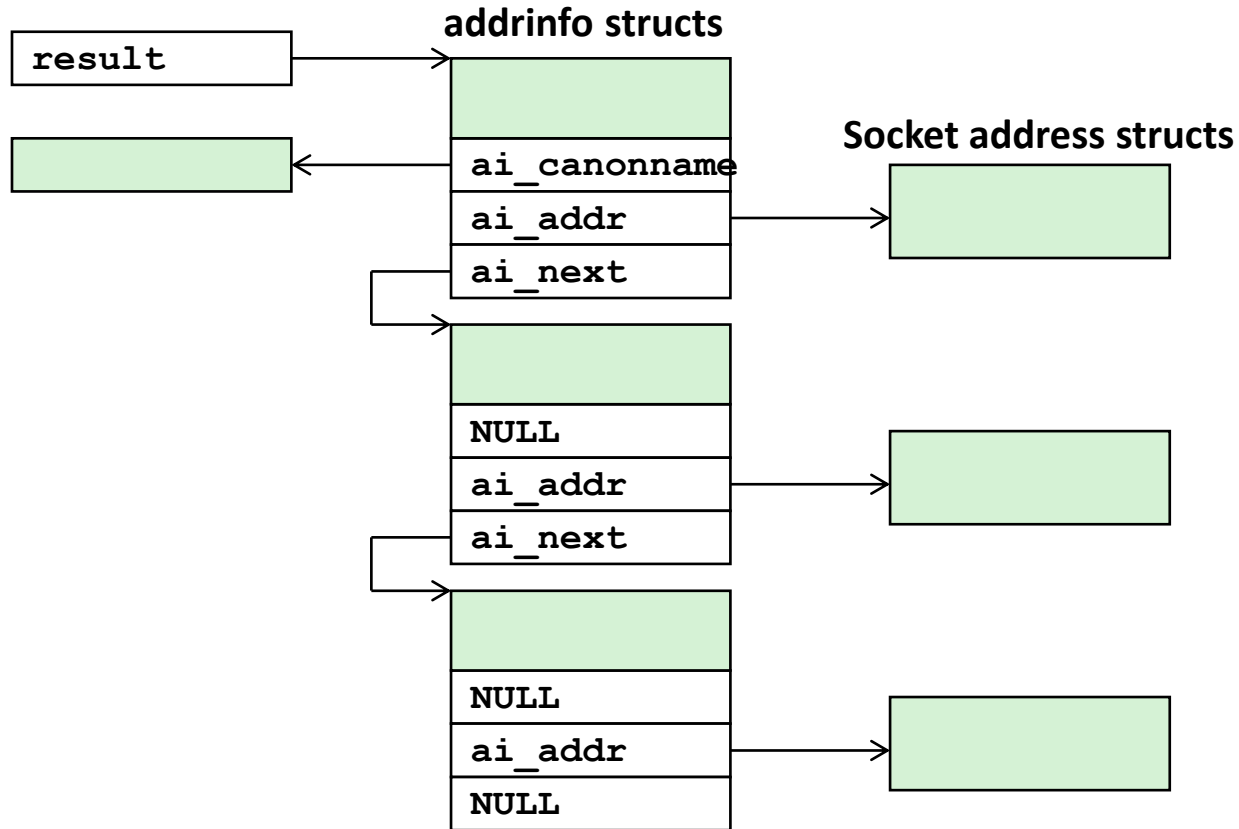 addrinfo structs
result
Socket address structs
ai_canonname
ai_addr
ai_next
NULL
ai_addr
ai_next
NULL
ai_addr
NULL